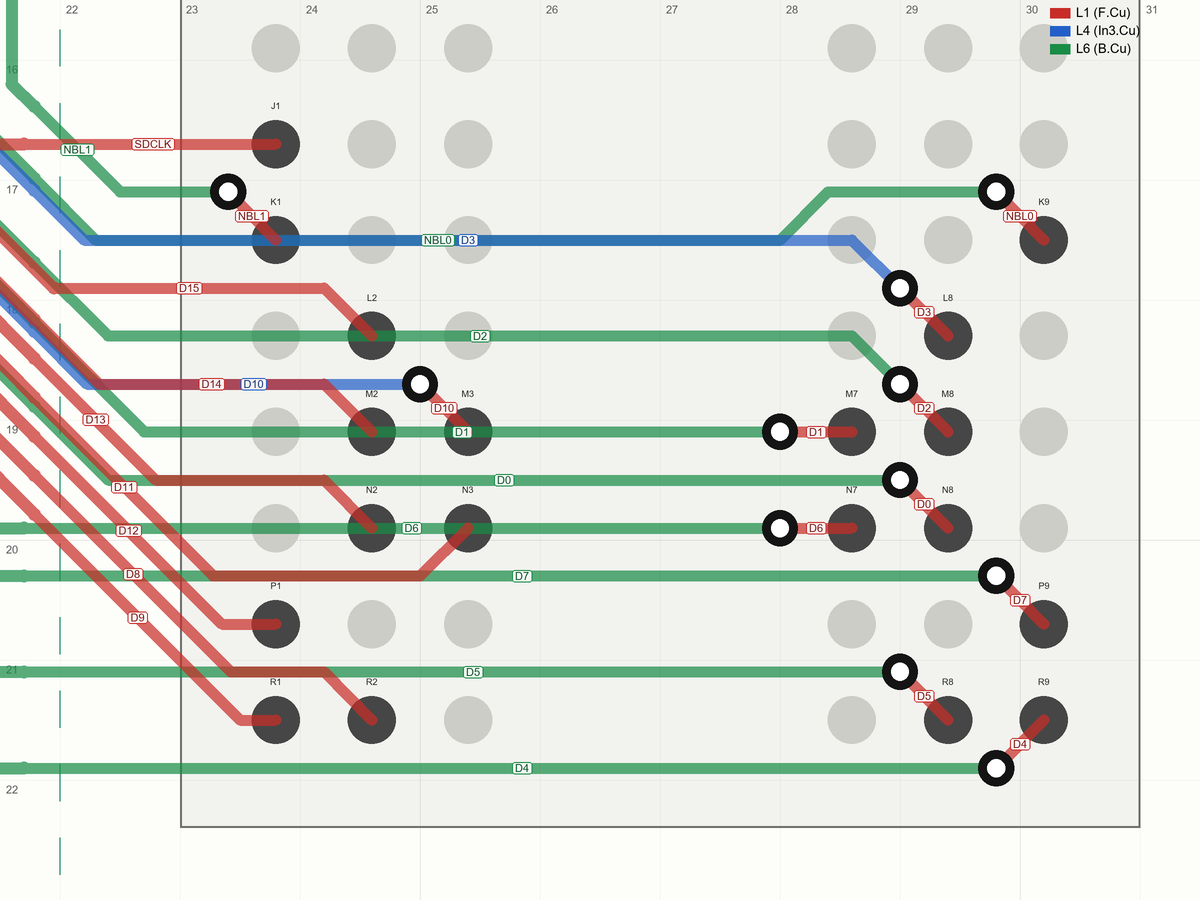 22 23 24 25 26 27 28 29 30 31
L1 (F.Cu)
L4 (In3.Cu)
L6 (B.Cu)
16
J1
SDCLK
NBL1
17
K1 K9
NBL1 NBL0
NBL0 D3
D15 L2 L8
18 D3
D2
D14 D10
M2 M3 M7 M8
D10 D2
D13
19 D1 D1
D11 D0
N2 N3 N7 N8
D0
D12 D6 D6
20
D8 D7
P1 P9
D7
D9
21 D5
R1 R2 R8 R9
D5
D4
D4
22